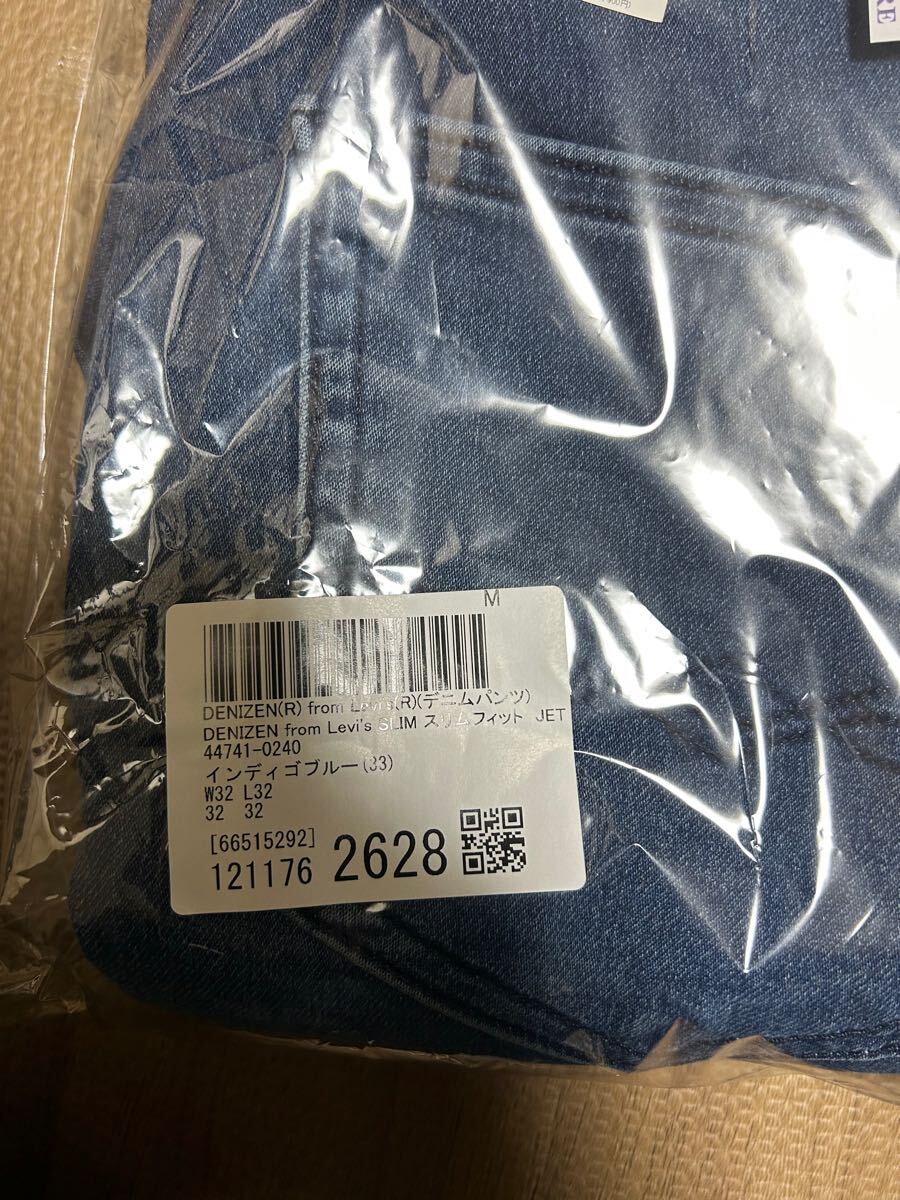 RE
M
DENIZEN(R) from Levi's(R)(デニムパンツ)
DENIZEN from Levi's SLIM スリムフィット JET
44741-0240
インディゴブルー(33)
W32 L32
32 32
[66515292]
121176 2628